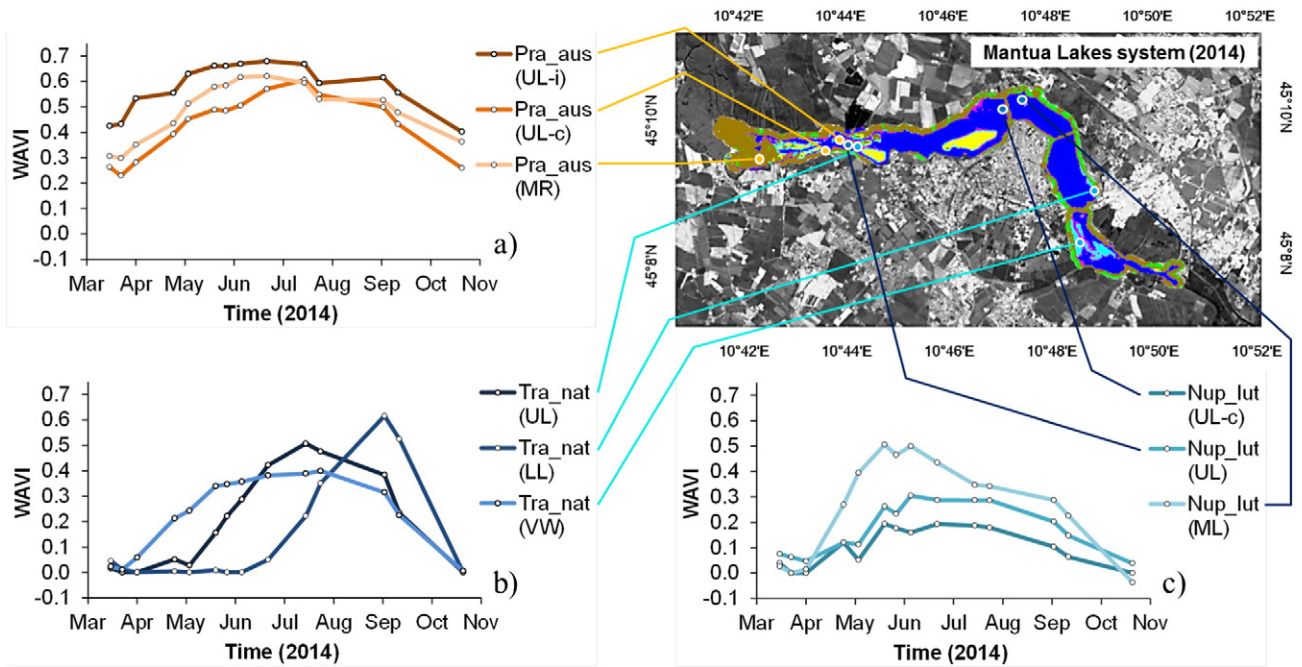 0.7
0.6
0.5
0.4
0.3
0.2
0.1
0.0
-0.1
WAVI
Mar Apr May Jun Jul Aug Sep Oct Nov
Time (2014)
a)
Pra_aus
(UL-i)
Pra_aus
(UL-c)
Pra_aus
(MR)
10°42'E 10°44'E 10°46'E 10°48'E 10°50'E 10°52'E
Mantua Lakes system (2014)
45°10'N
45°8'N
45°10'N
45°8'N
10°42'E 10°44'E 10°46'E 10°48'E 10°50'E 10°52'E
0.7
0.6
0.5
0.4
0.3
0.2
0.1
0.0
-0.1
WAVI
Mar Apr May Jun Jul Aug Sep Oct Nov
Time (2014)
b)
Tra_nat
(UL)
Tra_nat
(LL)
Tra_nat
(VW)
0.7
0.6
0.5
0.4
0.3
0.2
0.1
0.0
-0.1
WAVI
Mar Apr May Jun Jul Aug Sep Oct Nov
Time (2014)
c)
Nup_lut
(UL-c)
Nup_lut
(UL)
Nup_lut
(ML)